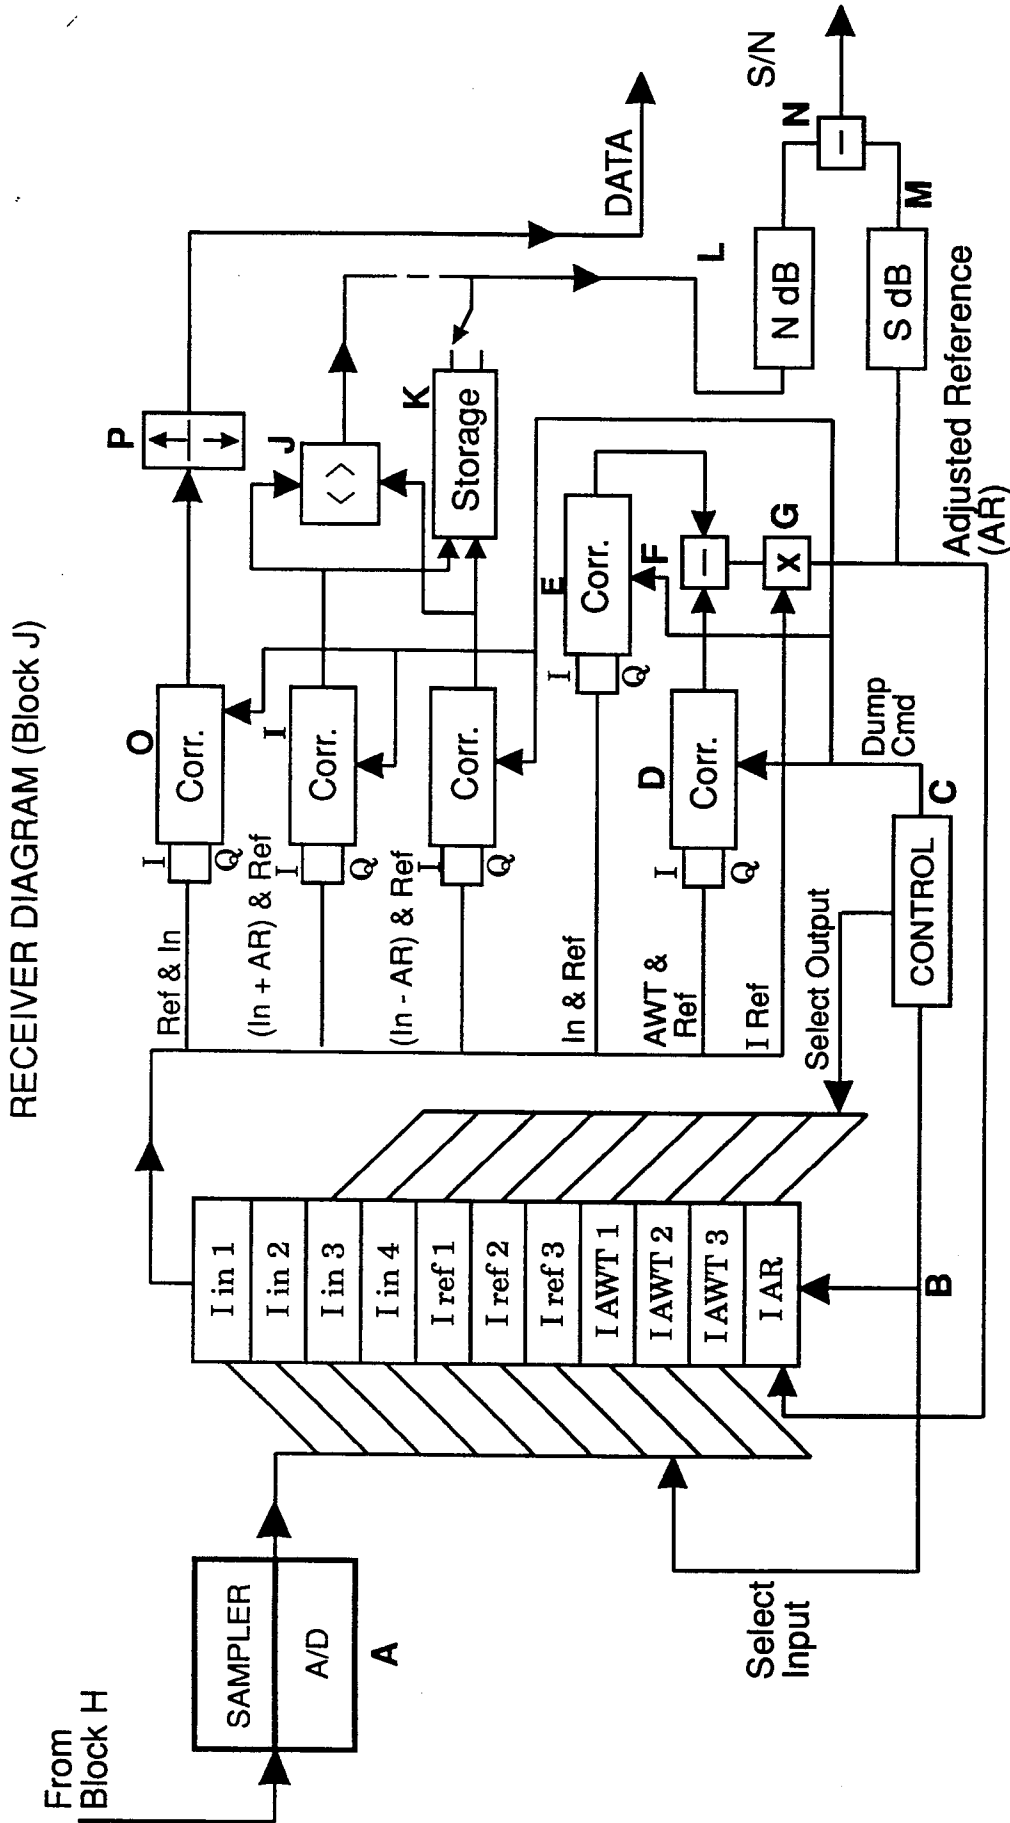 RECEIVER DIAGRAM (Block J)
From
Block H
SAMPLER
A/D
A
Select
Input
I in 1
I in 2
I in 3
I in 4
I ref 1
I ref 2
I ref 3
I AWT 1
I AWT 2
I AWT 3
I AR
B
Select Output
CONTROL
C
Dump
Cmd
Ref & In
I
Q
O
Corr.
(In + AR) & Ref
I
Q
I
Corr.
(In - AR) & Ref
I
Q
Corr.
In & Ref
I
Q
E
Corr.
AWT &
Ref
I
Q
D
Corr.
I Ref
F
–
G
X
P
J
< >
K
Storage
L
N dB
M
S dB
N
–
S/N
DATA
Adjusted Reference
(AR)